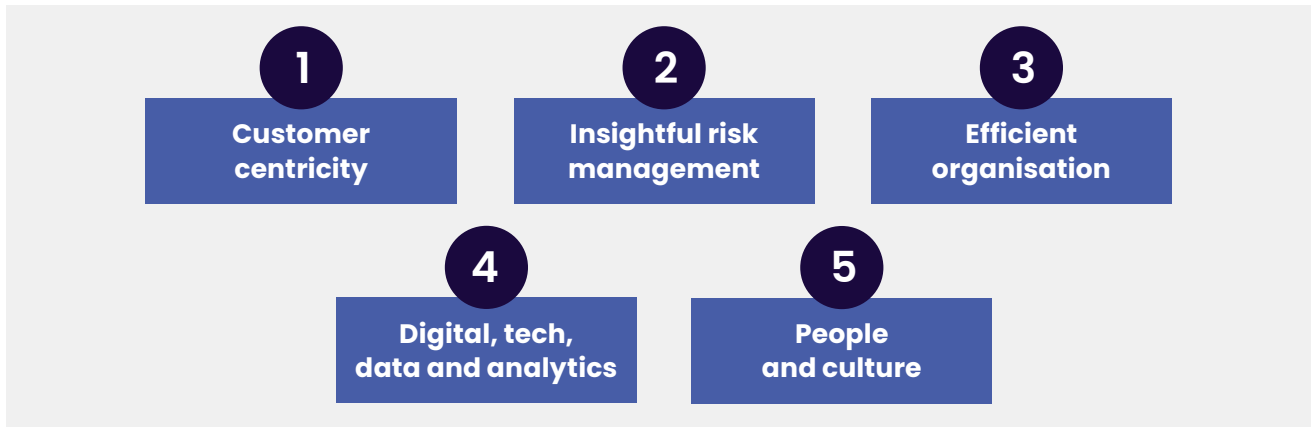 1
Customer
centricity
2
Insightful risk
management
3
Efficient
organisation
4
Digital, tech,
data and analytics
5
People
and culture